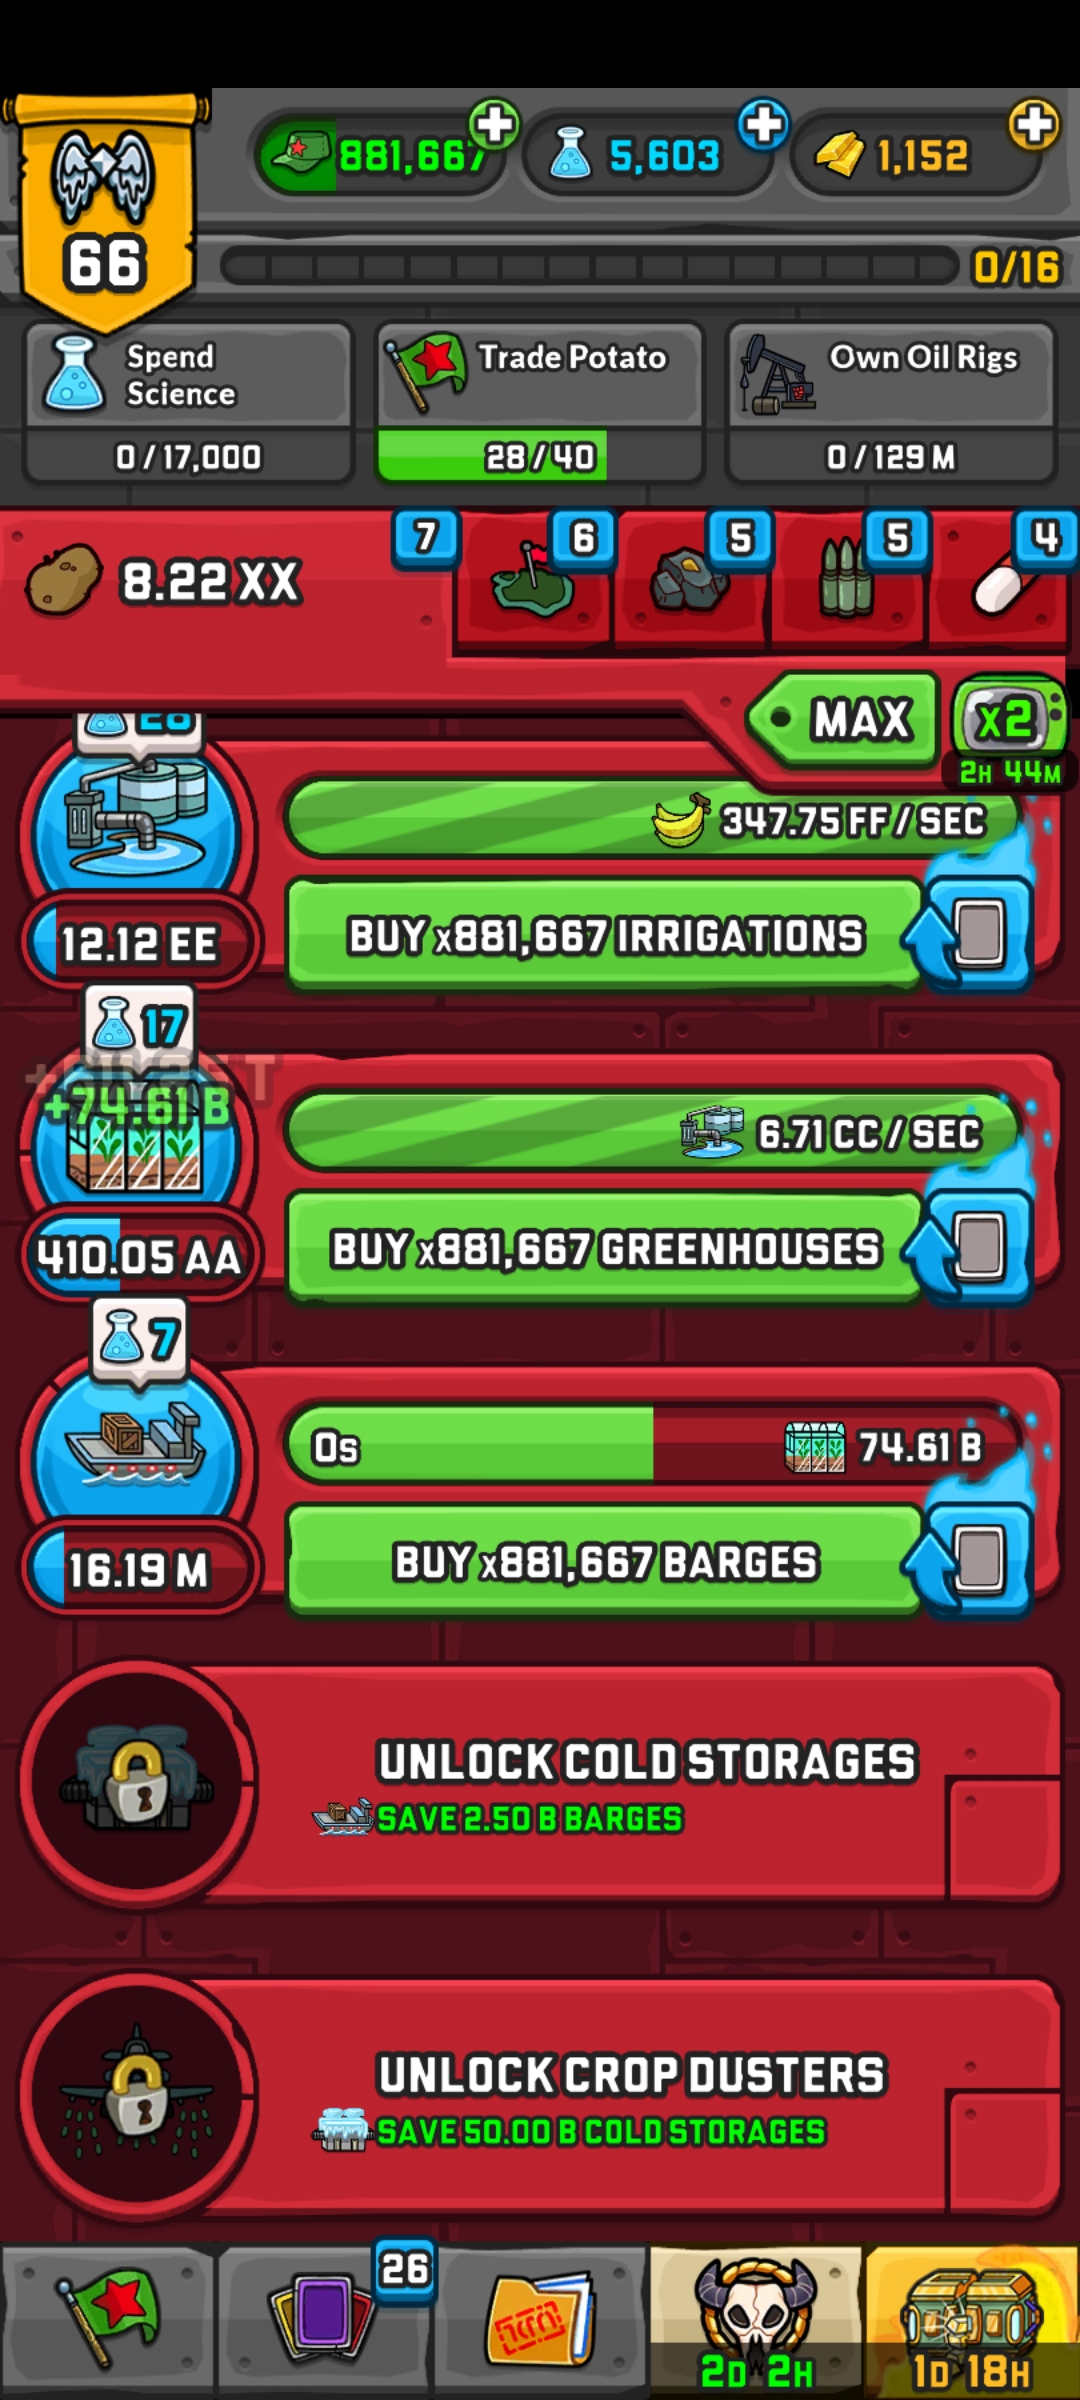 881,667
5,603
1,152
66
0/16
Spend
Science
0 / 17,000
Trade Potato
28 / 40
Own Oil Rigs
0 / 129 M
8.22 XX
7
6
5
5
4
MAX
x2
2H 44M
28
347.75 FF / SEC
12.12 EE
BUY x881,667 IRRIGATIONS
17
+74.61 B
6.71 CC / SEC
410.05 AA
BUY x881,667 GREENHOUSES
7
0s
74.61 B
16.19 M
BUY x881,667 BARGES
UNLOCK COLD STORAGES
SAVE 2.50 B BARGES
UNLOCK CROP DUSTERS
SAVE 50.00 B COLD STORAGES
26
2D 2H
1D 18H